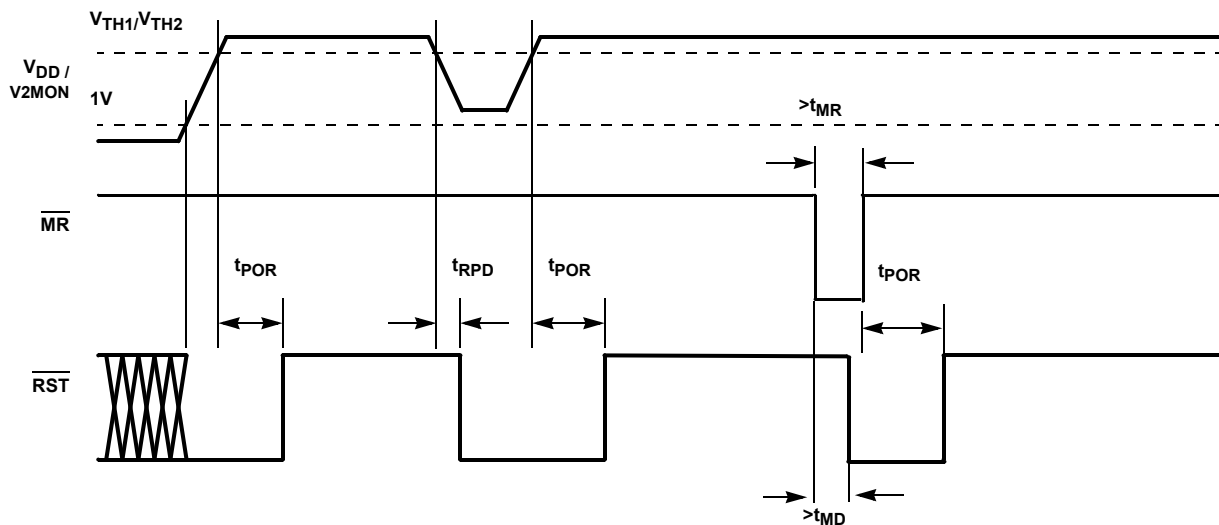 VTH1/VTH2
VDD /
V2MON
1V
>tMR
MR
tPOR
tRPD
tPOR
tPOR
RST
>tMD